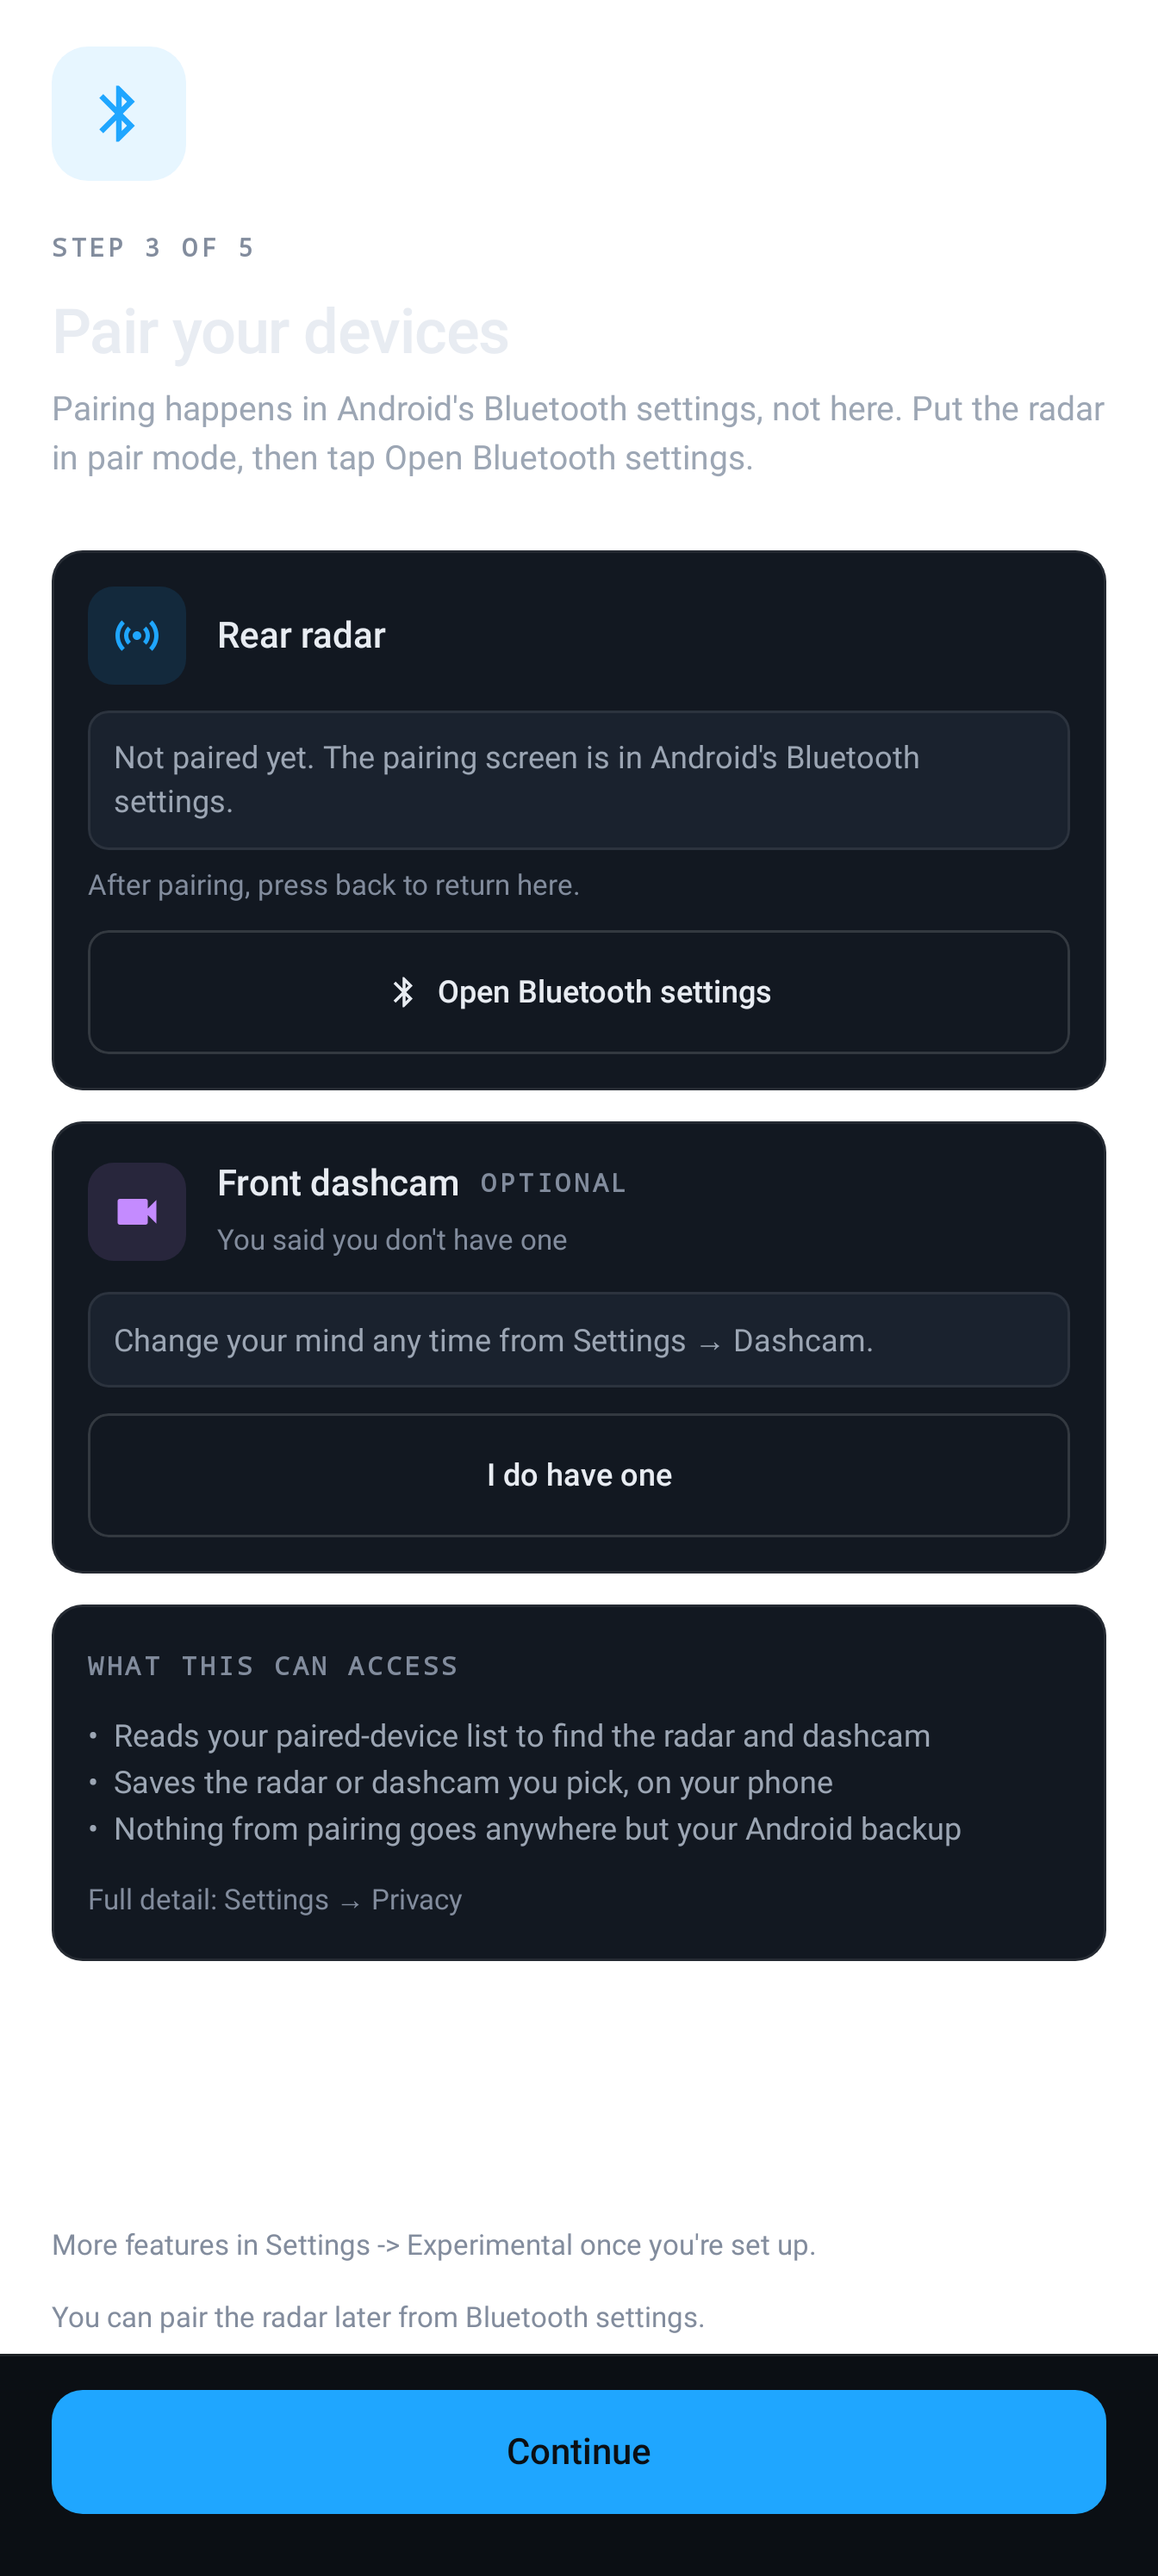 STEP 3 OF 5
Pair your devices
Pairing happens in Android's Bluetooth settings, not here. Put the radar
in pair mode, then tap Open Bluetooth settings.
Rear radar
Not paired yet. The pairing screen is in Android's Bluetooth
settings.
After pairing, press back to return here.
Open Bluetooth settings
Front dashcam OPTIONAL
You said you don't have one
Change your mind any time from Settings → Dashcam.
I do have one
WHAT THIS CAN ACCESS
• Reads your paired-device list to find the radar and dashcam
• Saves the radar or dashcam you pick, on your phone
• Nothing from pairing goes anywhere but your Android backup
Full detail: Settings → Privacy
More features in Settings -> Experimental once you're set up.
You can pair the radar later from Bluetooth settings.
Continue